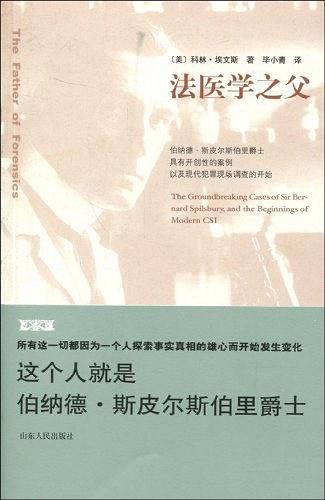 [美] 科林·埃文斯 著 毕小青 译
法医学之父
The Father of Forensics
伯纳德·斯皮尔斯伯里爵士
具有开创性的案例
以及现代犯罪现场调查的开始
The Groundbreaking Cases of Sir Ber-
nard Spilsbury, and the Beginnings of
Modern CSI
所有这一切都因为一个人探索事实真相的雄心而开始发生变化
这个人就是
伯纳德·斯皮尔斯伯里爵士
山东人民出版社